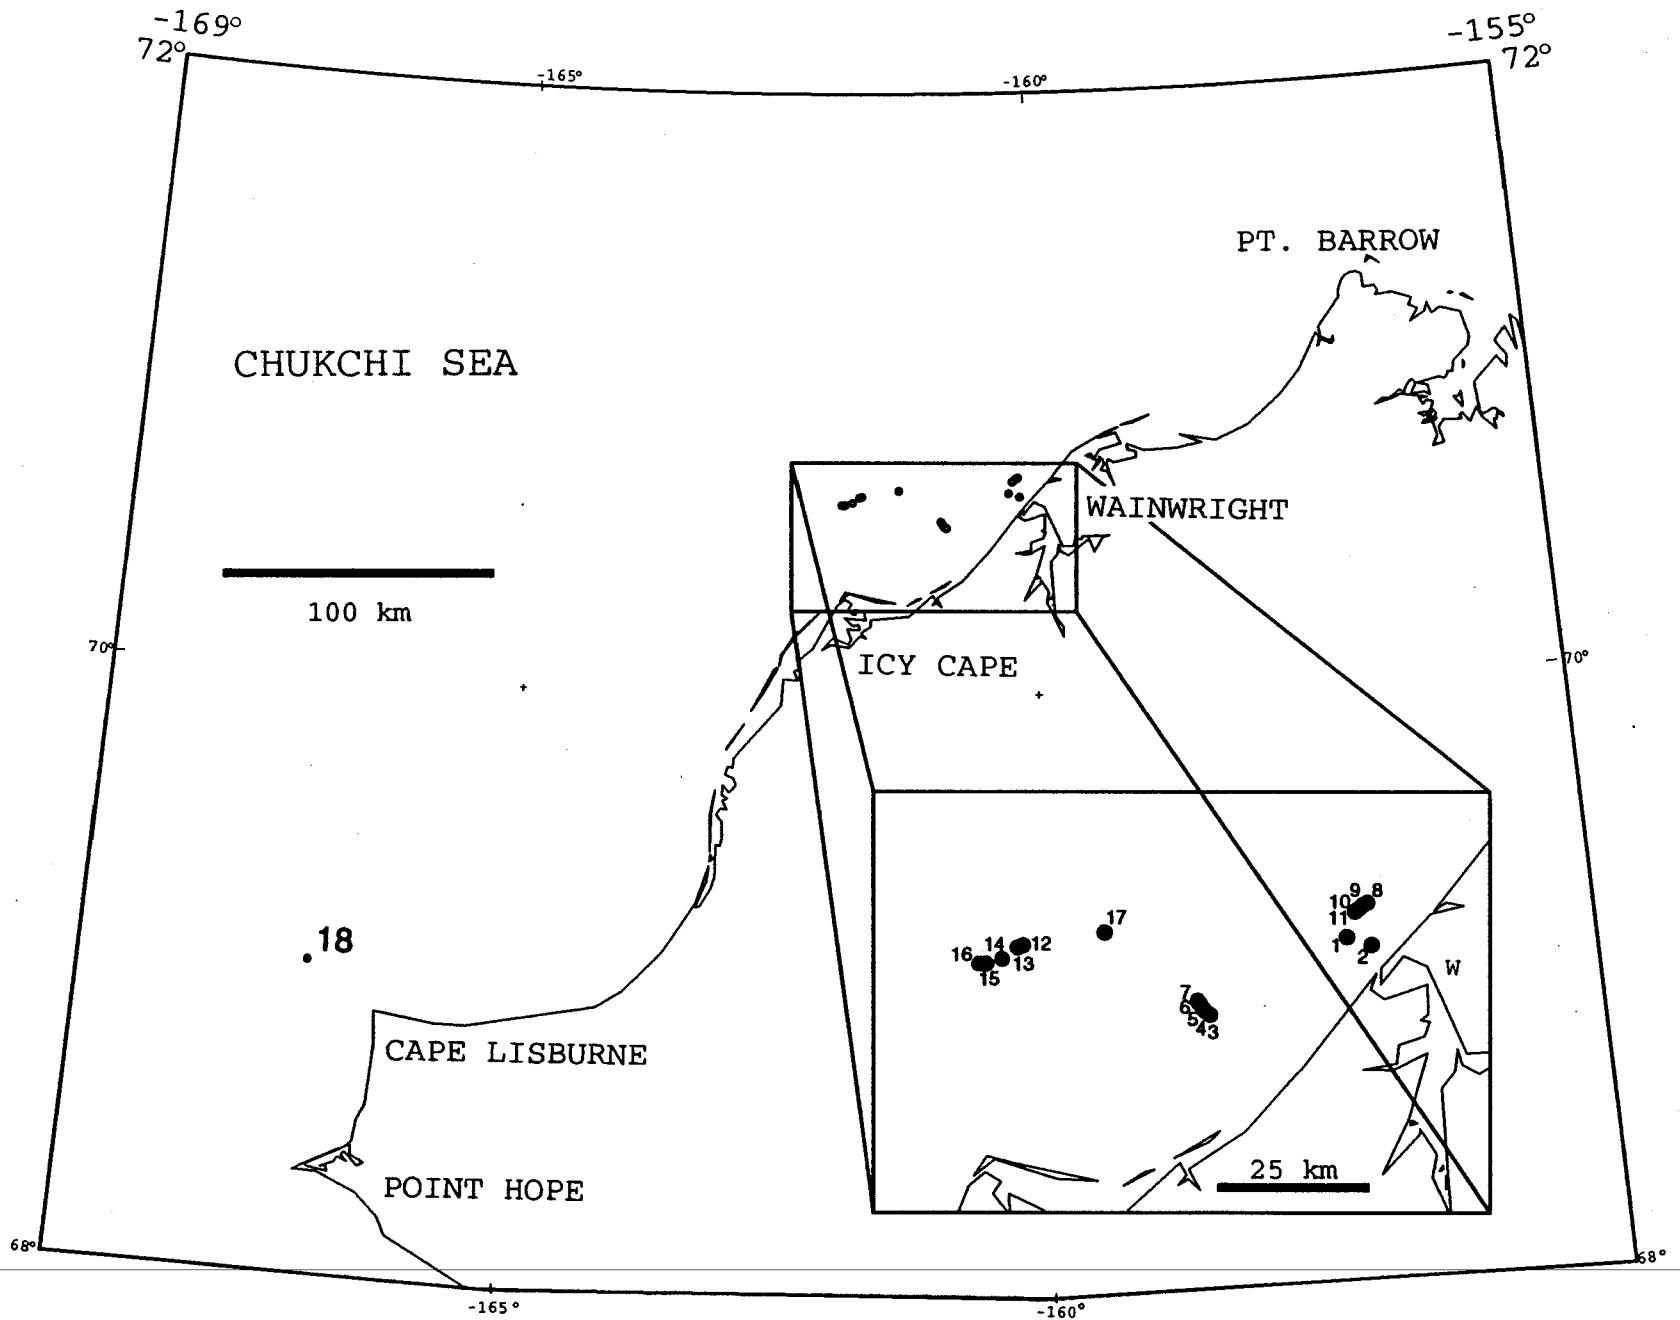 -169° -155°
72° 72°
-165° -160°
PT. BARROW
CHUKCHI SEA
WAINWRIGHT
100 km
70° 70°
ICY CAPE
9 8
10
11
17
18
14 12
16
1 2
13
W
15
7
6
5
4 3
CAPE LISBURNE
25 km
POINT HOPE
68° 68°
-165° -160°